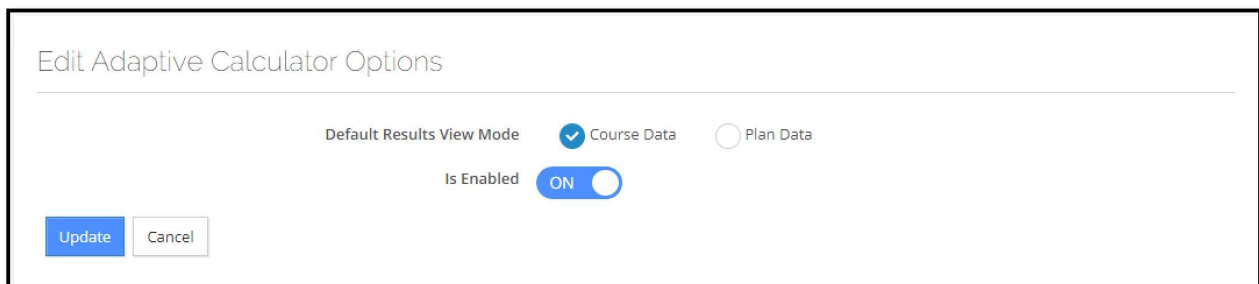 Edit Adaptive Calculator Options
Default Results View Mode Course Data Plan Data
Is Enabled ON
Update Cancel